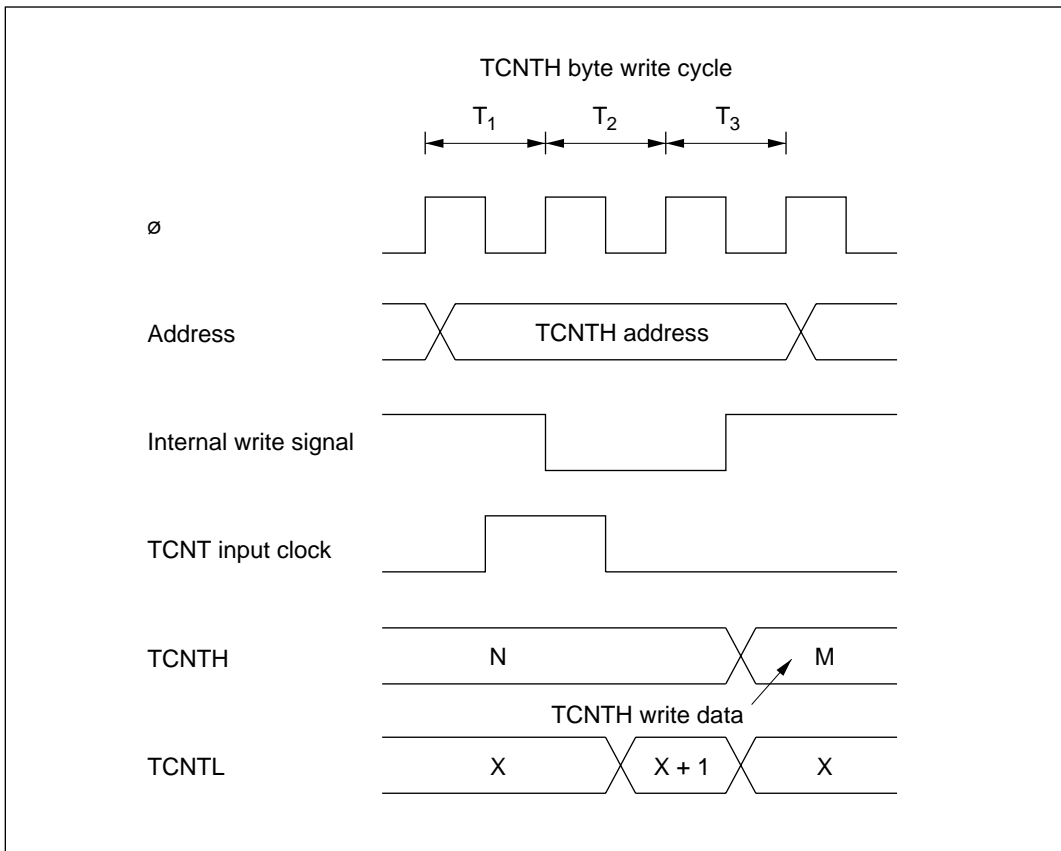 TCNTH byte write cycle
T1 T2 T3
ø
Address TCNTH address
Internal write signal
TCNT input clock
TCNTH N M
TCNTH write data
TCNTL X X + 1 X